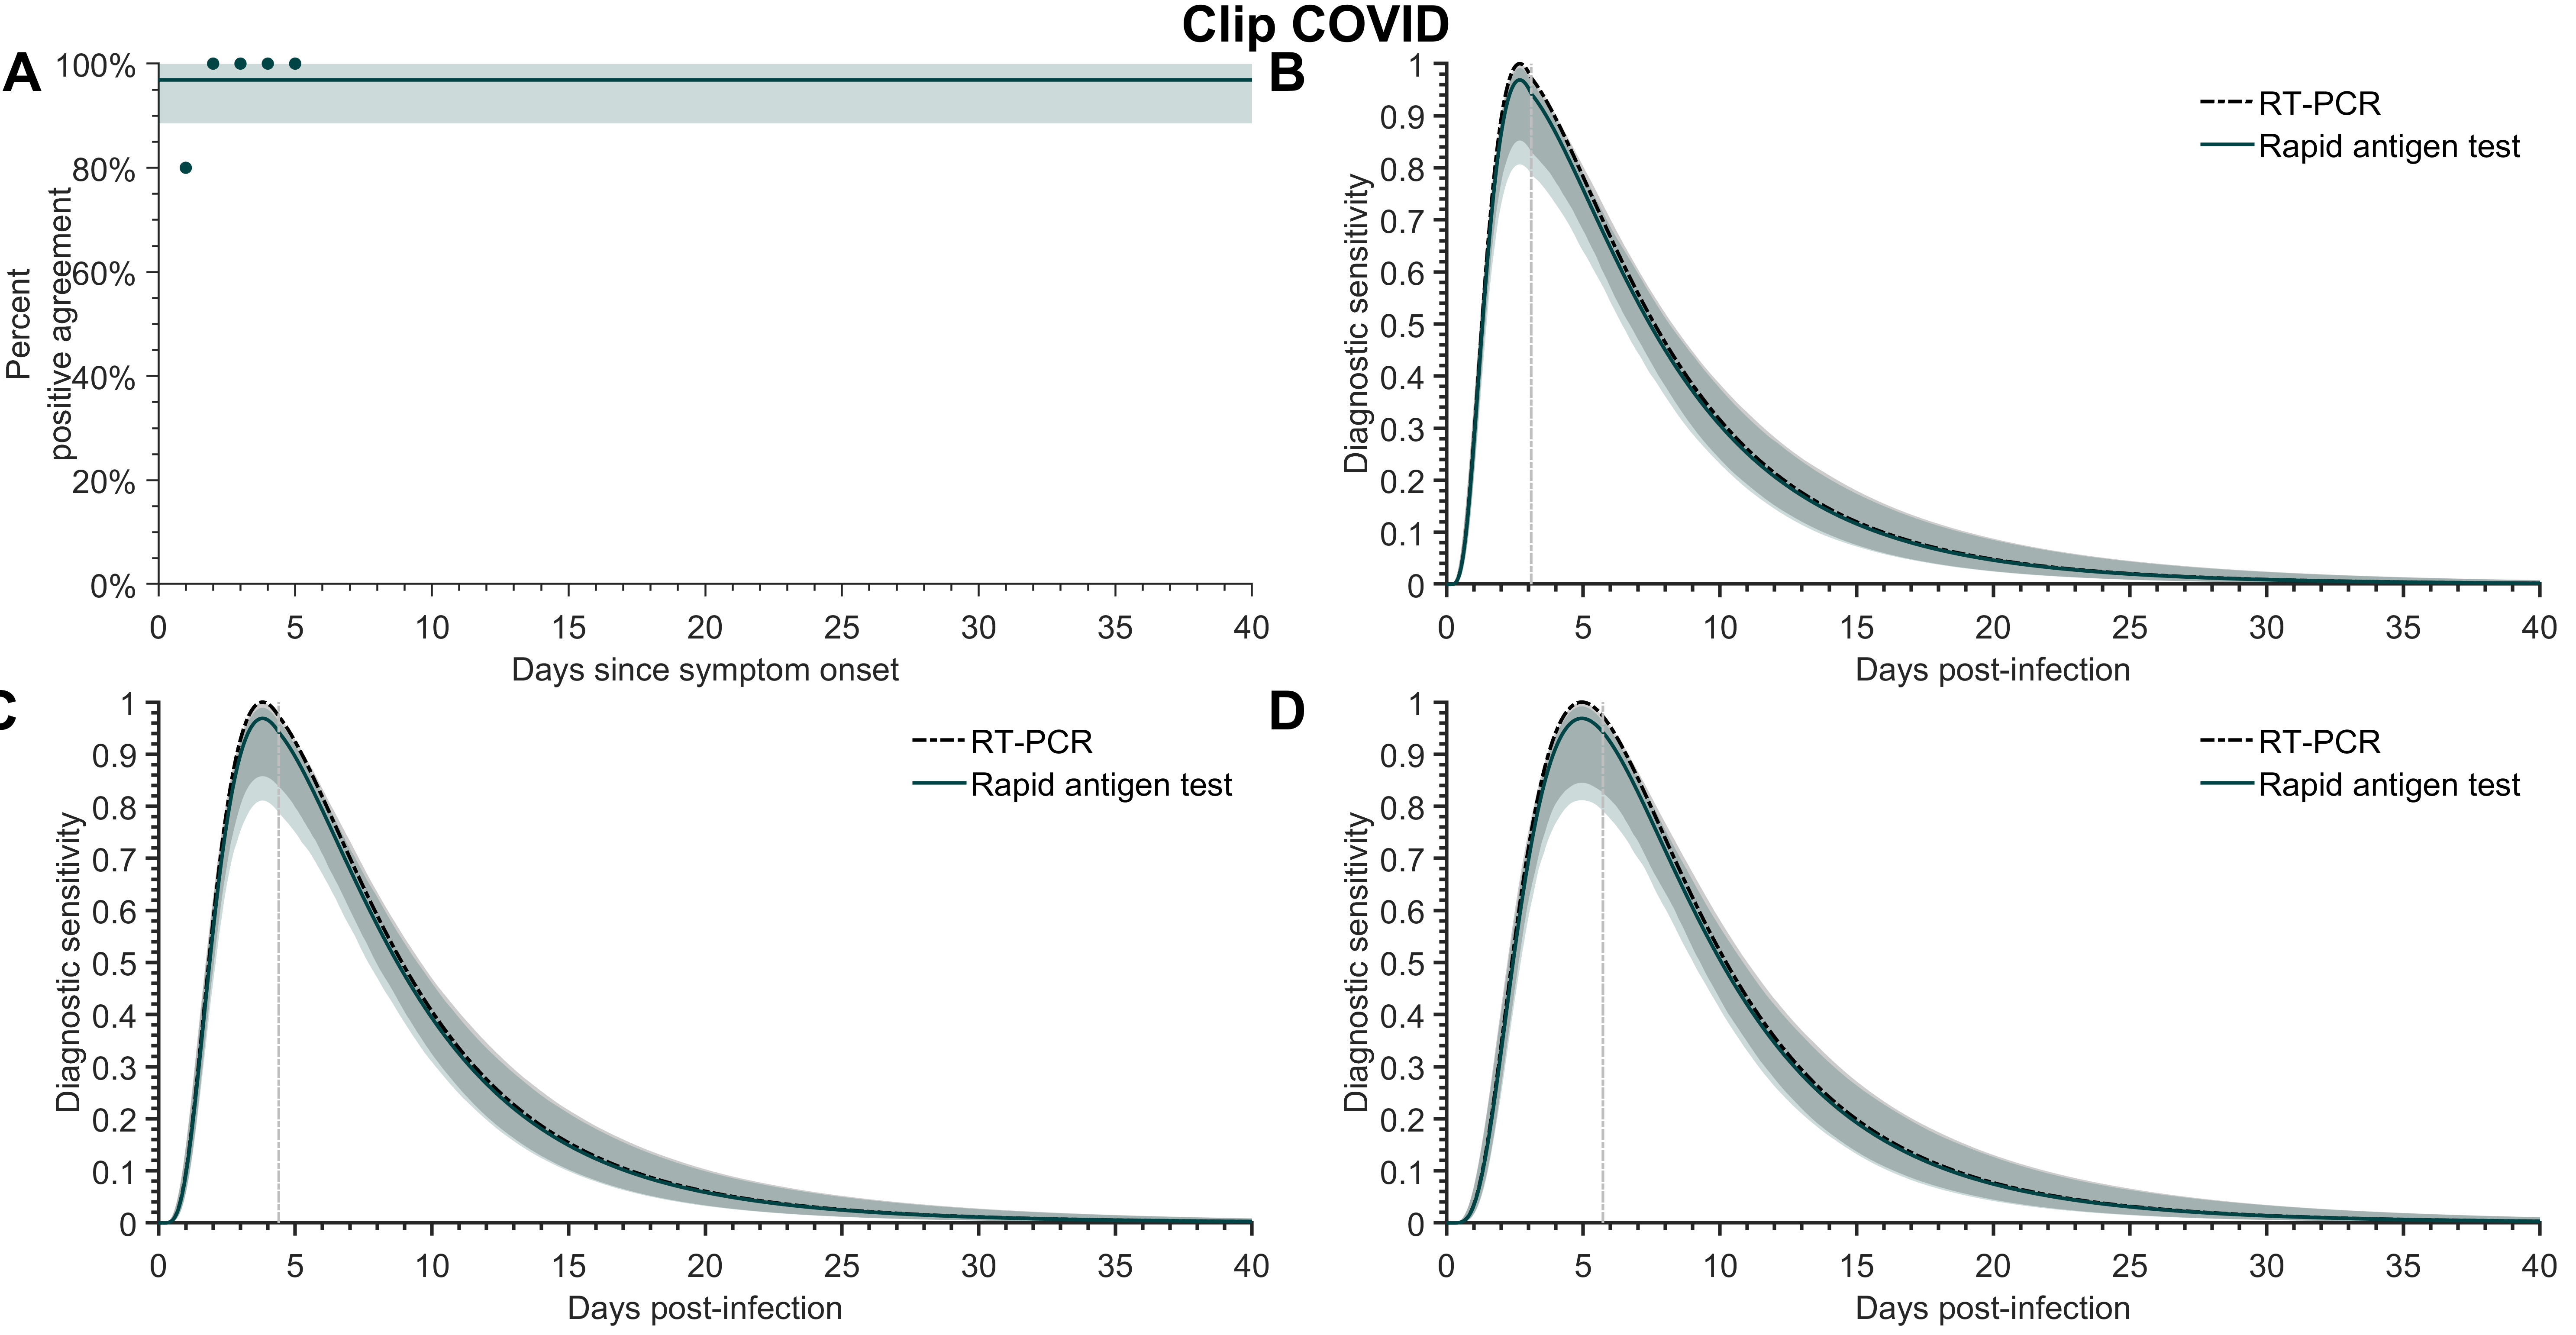 Clip COVID
A
100%
80%
60%
40%
20%
0%
Percent
positive agreement
0 5 10 15 20 25 30 35 40
Days since symptom onset
B
1
0.9
0.8
0.7
0.6
0.5
0.4
0.3
0.2
0.1
0
Diagnostic sensitivity
RT-PCR
Rapid antigen test
0 5 10 15 20 25 30 35 40
Days post-infection
C
1
0.9
0.8
0.7
0.6
0.5
0.4
0.3
0.2
0.1
0
Diagnostic sensitivity
RT-PCR
Rapid antigen test
0 5 10 15 20 25 30 35 40
Days post-infection
D
1
0.9
0.8
0.7
0.6
0.5
0.4
0.3
0.2
0.1
0
Diagnostic sensitivity
RT-PCR
Rapid antigen test
0 5 10 15 20 25 30 35 40
Days post-infection